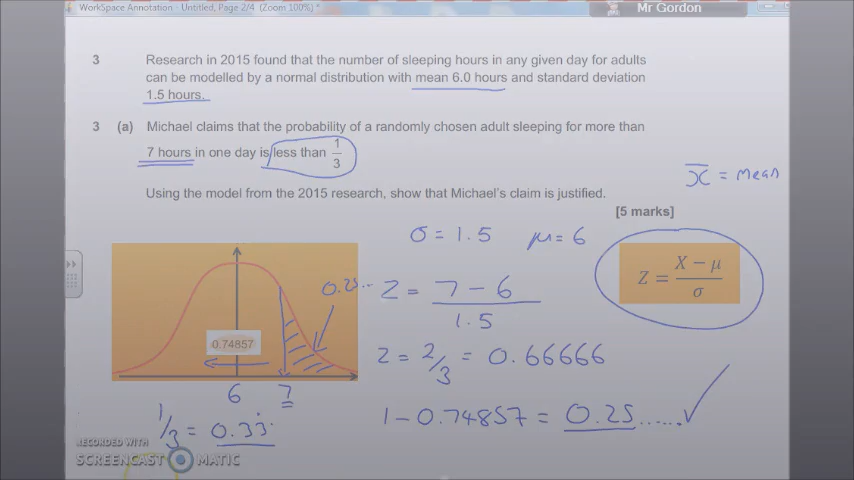 WorkSpace Annotation - Untitled, Page 2/4 (Zoom 100%) *
Mr Gordon
3 Research in 2015 found that the number of sleeping hours in any given day for adults
can be modelled by a normal distribution with mean 6.0 hours and standard deviation
1.5 hours.
3 (a) Michael claims that the probability of a randomly chosen adult sleeping for more than
7 hours in one day is less than 1/3
x̄ = mean
Using the model from the 2015 research, show that Michael's claim is justified.
[5 marks]
σ = 1.5 μ = 6
Z = (X − μ)/σ
0.25...
Z = (7 − 6)/1.5
0.74857
Z = 2/3 = 0.66666
6 7
1 − 0.74857 = 0.25......✓
1/3 = 0.33̇
RECORDED WITH
SCREENCAST MATIC